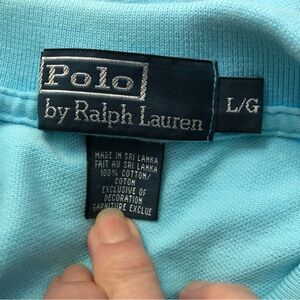 Polo
by Ralph Lauren
L/G
MADE IN SRI LANKA
FAIT AU SRI LANKA
100% COTTON/
COTON
EXCLUSIVE OF
DECORATION
GARNITURE EXCLUE